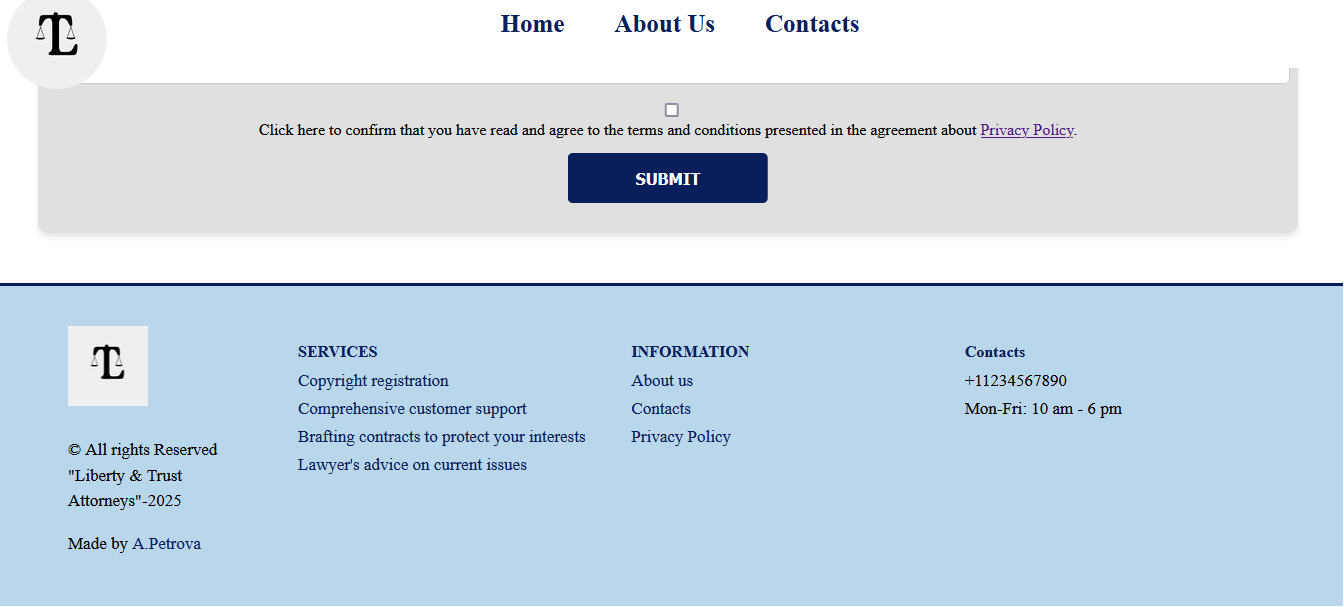 TL
Home About Us Contacts
Click here to confirm that you have read and agree to the terms and conditions presented in the agreement about Privacy Policy.
SUBMIT
TL
© All rights Reserved
"Liberty & Trust
Attorneys"-2025
Made by A.Petrova
SERVICES
Copyright registration
Comprehensive customer support
Brafting contracts to protect your interests
Lawyer's advice on current issues
INFORMATION
About us
Contacts
Privacy Policy
Contacts
+11234567890
Mon-Fri: 10 am - 6 pm